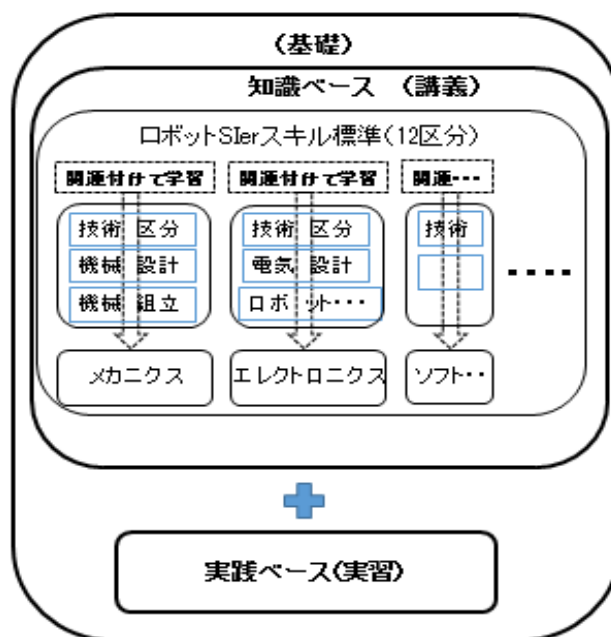 (基礎)
知識ベース (講義)
ロボットSIerスキル標準(12区分)
関連付けて学習
関連付けて学習
関連・・・
技術 区分
機械 設計
機械 組立
技術 区分
電気 設計
ロボ ット・・・
技術
・・・・
メカニクス
エレクトロニクス
ソフト・・
実践ベース(実習)